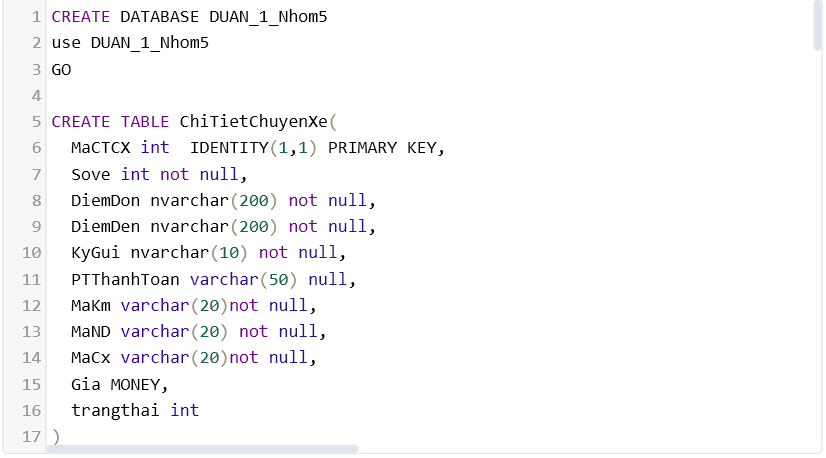 1 CREATE DATABASE DUAN_1_Nhom5
2 use DUAN_1_Nhom5
3 GO
4
5 CREATE TABLE ChiTietChuyenXe(
6   MaCTCX int  IDENTITY(1,1) PRIMARY KEY,
7   Sove int not null,
8   DiemDon nvarchar(200) not null,
9   DiemDen nvarchar(200) not null,
10   KyGui nvarchar(10) not null,
11   PTThanhToan varchar(50) null,
12   MaKm varchar(20)not null,
13   MaND varchar(20) not null,
14   MaCx varchar(20)not null,
15   Gia MONEY,
16   trangthai int
17 )